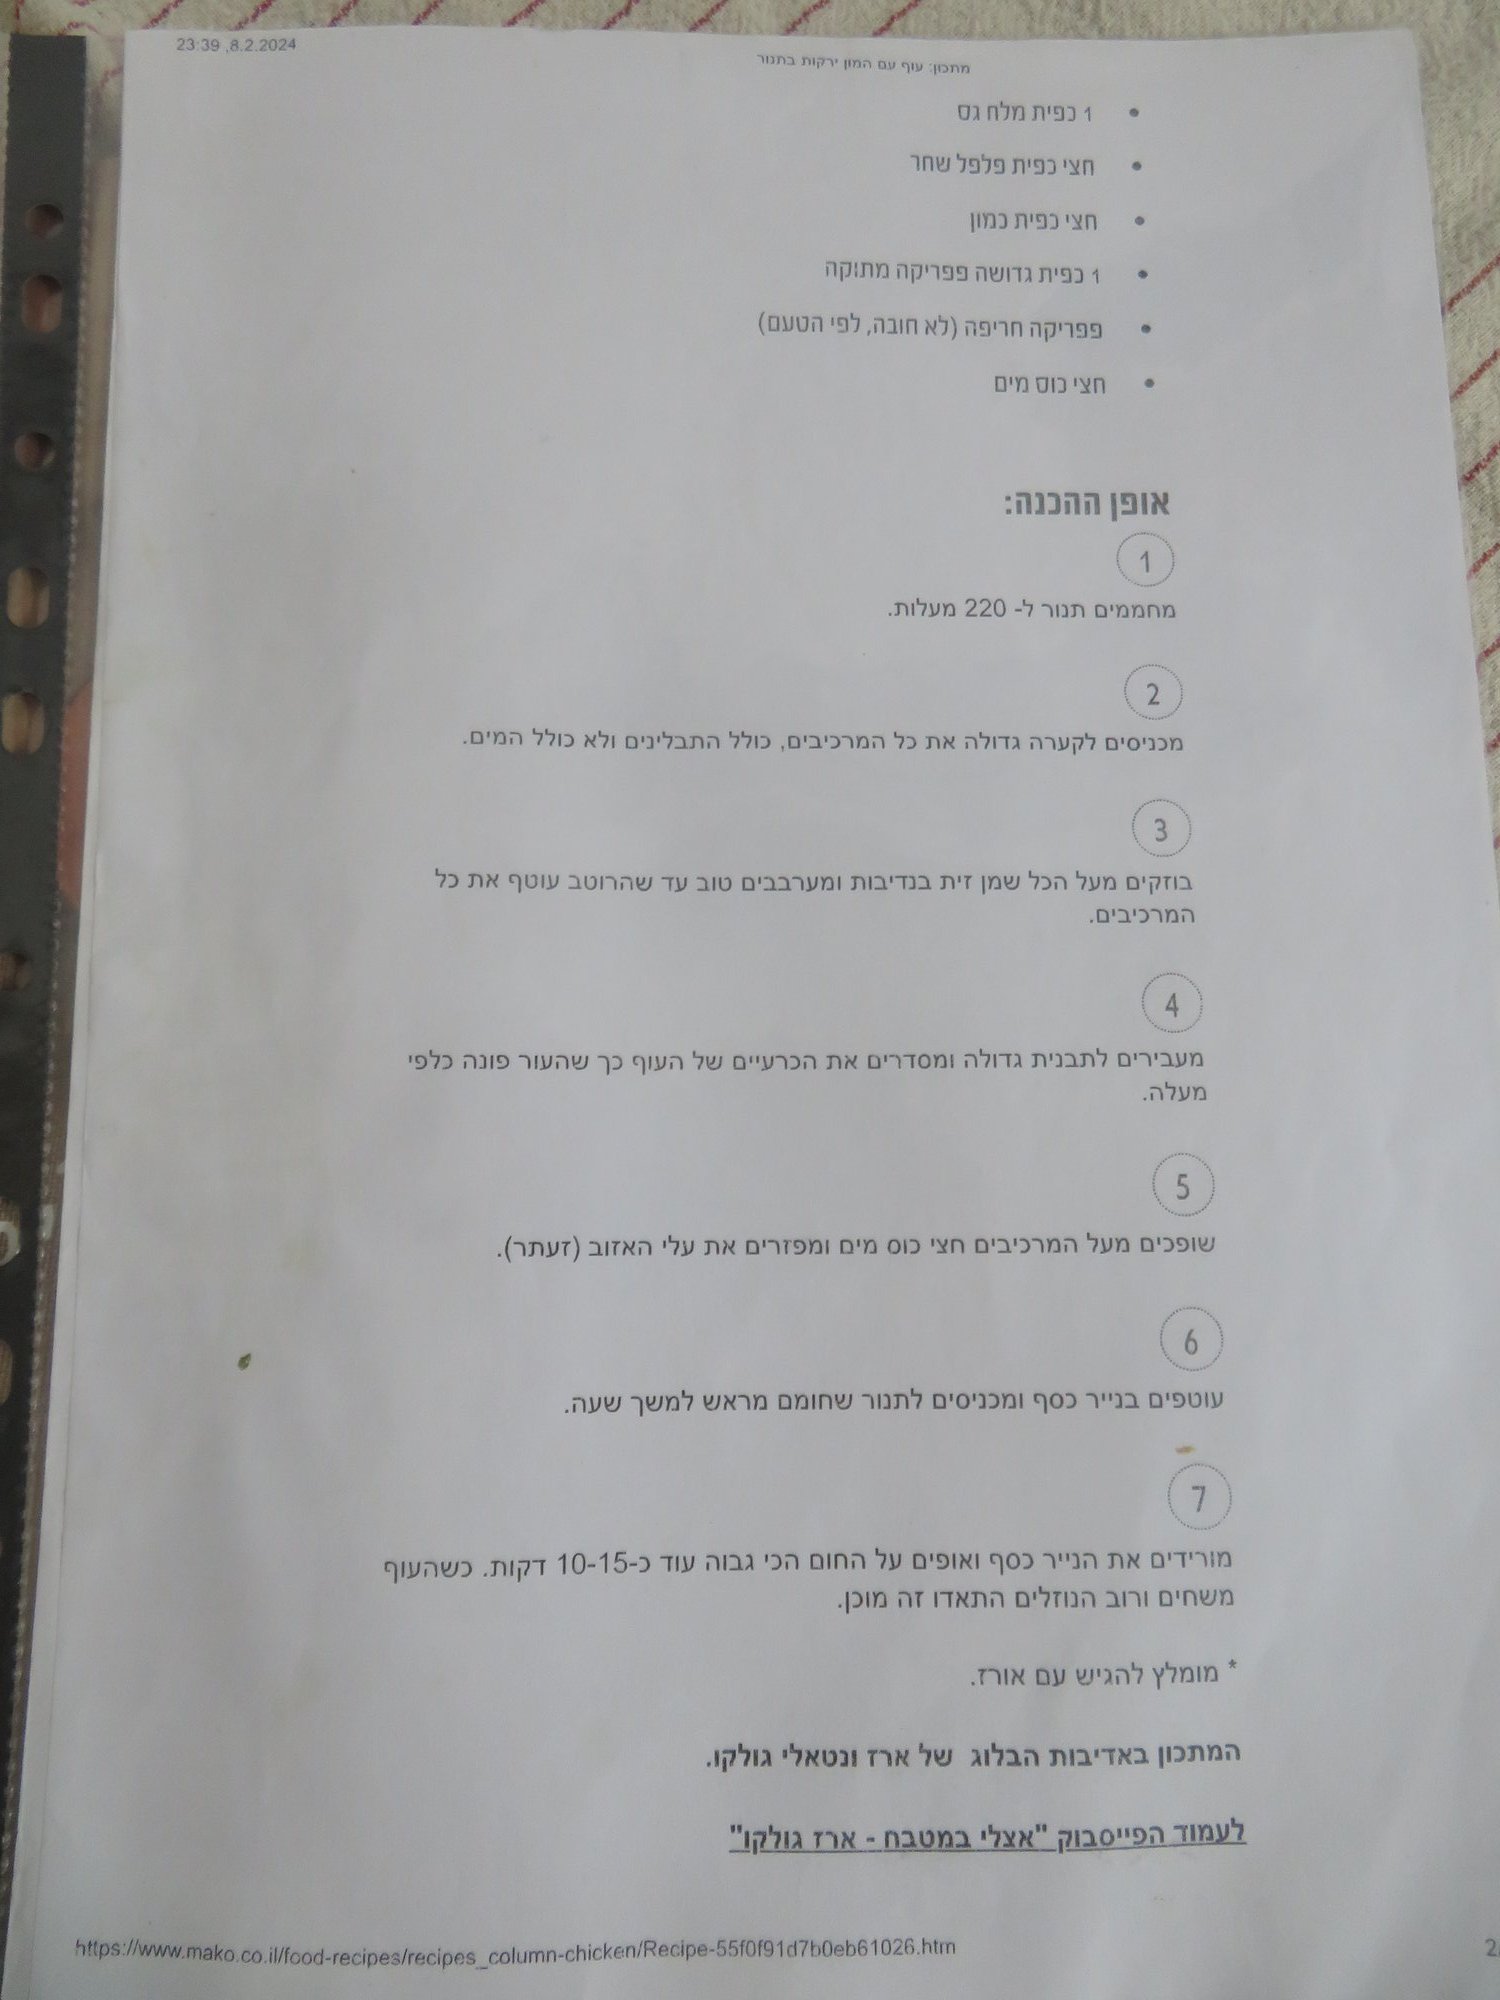 23:39 ,8.2.2024
מתכון: עוף עם המון ירקות בתנור
• 1 כפית מלח גס
• חצי כפית פלפל שחר
• חצי כפית כמון
• 1 כפית גדושה פפריקה מתוקה
• פפריקה חריפה (לא חובה, לפי הטעם)
• חצי כוס מים
אופן ההכנה:
1
מחממים תנור ל- 220 מעלות.
2
מכניסים לקערה גדולה את כל המרכיבים, כולל התבלינים ולא כולל המים.
3
בוזקים מעל הכל שמן זית בנדיבות ומערבבים טוב עד שהרוטב עוטף את כל
המרכיבים.
4
מעבירים לתבנית גדולה ומסדרים את הכרעיים של העוף כך שהעור פונה כלפי
מעלה.
5
שופכים מעל המרכיבים חצי כוס מים ומפזרים את עלי האזוב (זעתר).
6
עוטפים בנייר כסף ומכניסים לתנור שחומם מראש למשך שעה.
7
מורידים את הנייר כסף ואופים על החום הכי גבוה עוד כ-10-15 דקות. כשהעוף
משחים ורוב הנוזלים התאדו זה מוכן.
* מומלץ להגיש עם אורז.
המתכון באדיבות הבלוג של ארז ונטאלי גולקו.
לעמוד הפייסבוק "אצלי במטבח - ארז גולקו"
https://www.mako.co.il/food-recipes/recipes_column-chicken/Recipe-55f0f91d7b0eb61026.htm